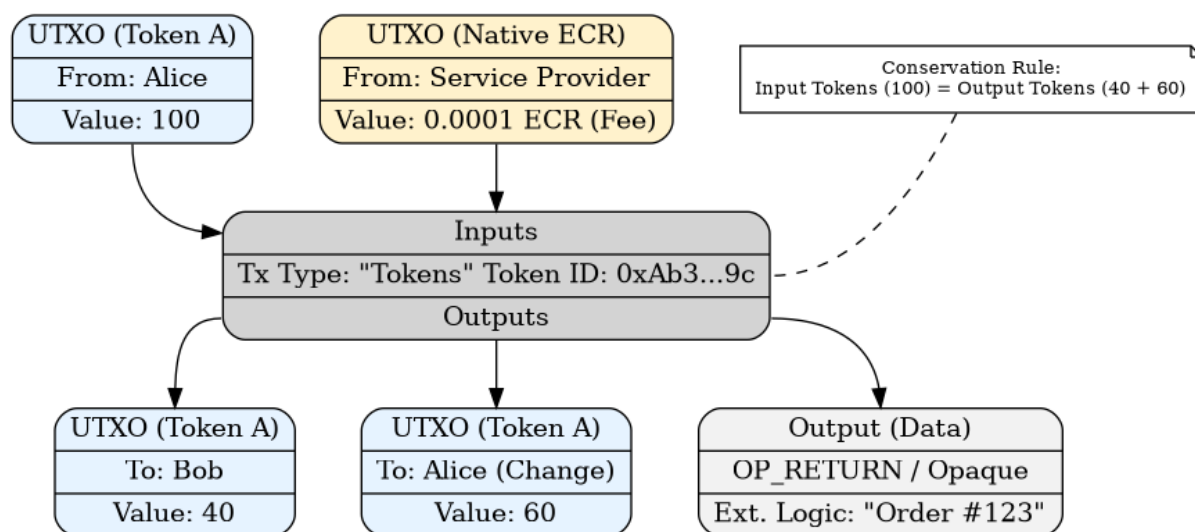 UTXO (Token A)
From: Alice
Value: 100
UTXO (Native ECR)
From: Service Provider
Value: 0.0001 ECR (Fee)
Conservation Rule:
Input Tokens (100) = Output Tokens (40 + 60)
Inputs
Tx Type: "Tokens" Token ID: 0xAb3...9c
Outputs
UTXO (Token A)
To: Bob
Value: 40
UTXO (Token A)
To: Alice (Change)
Value: 60
Output (Data)
OP_RETURN / Opaque
Ext. Logic: "Order #123"